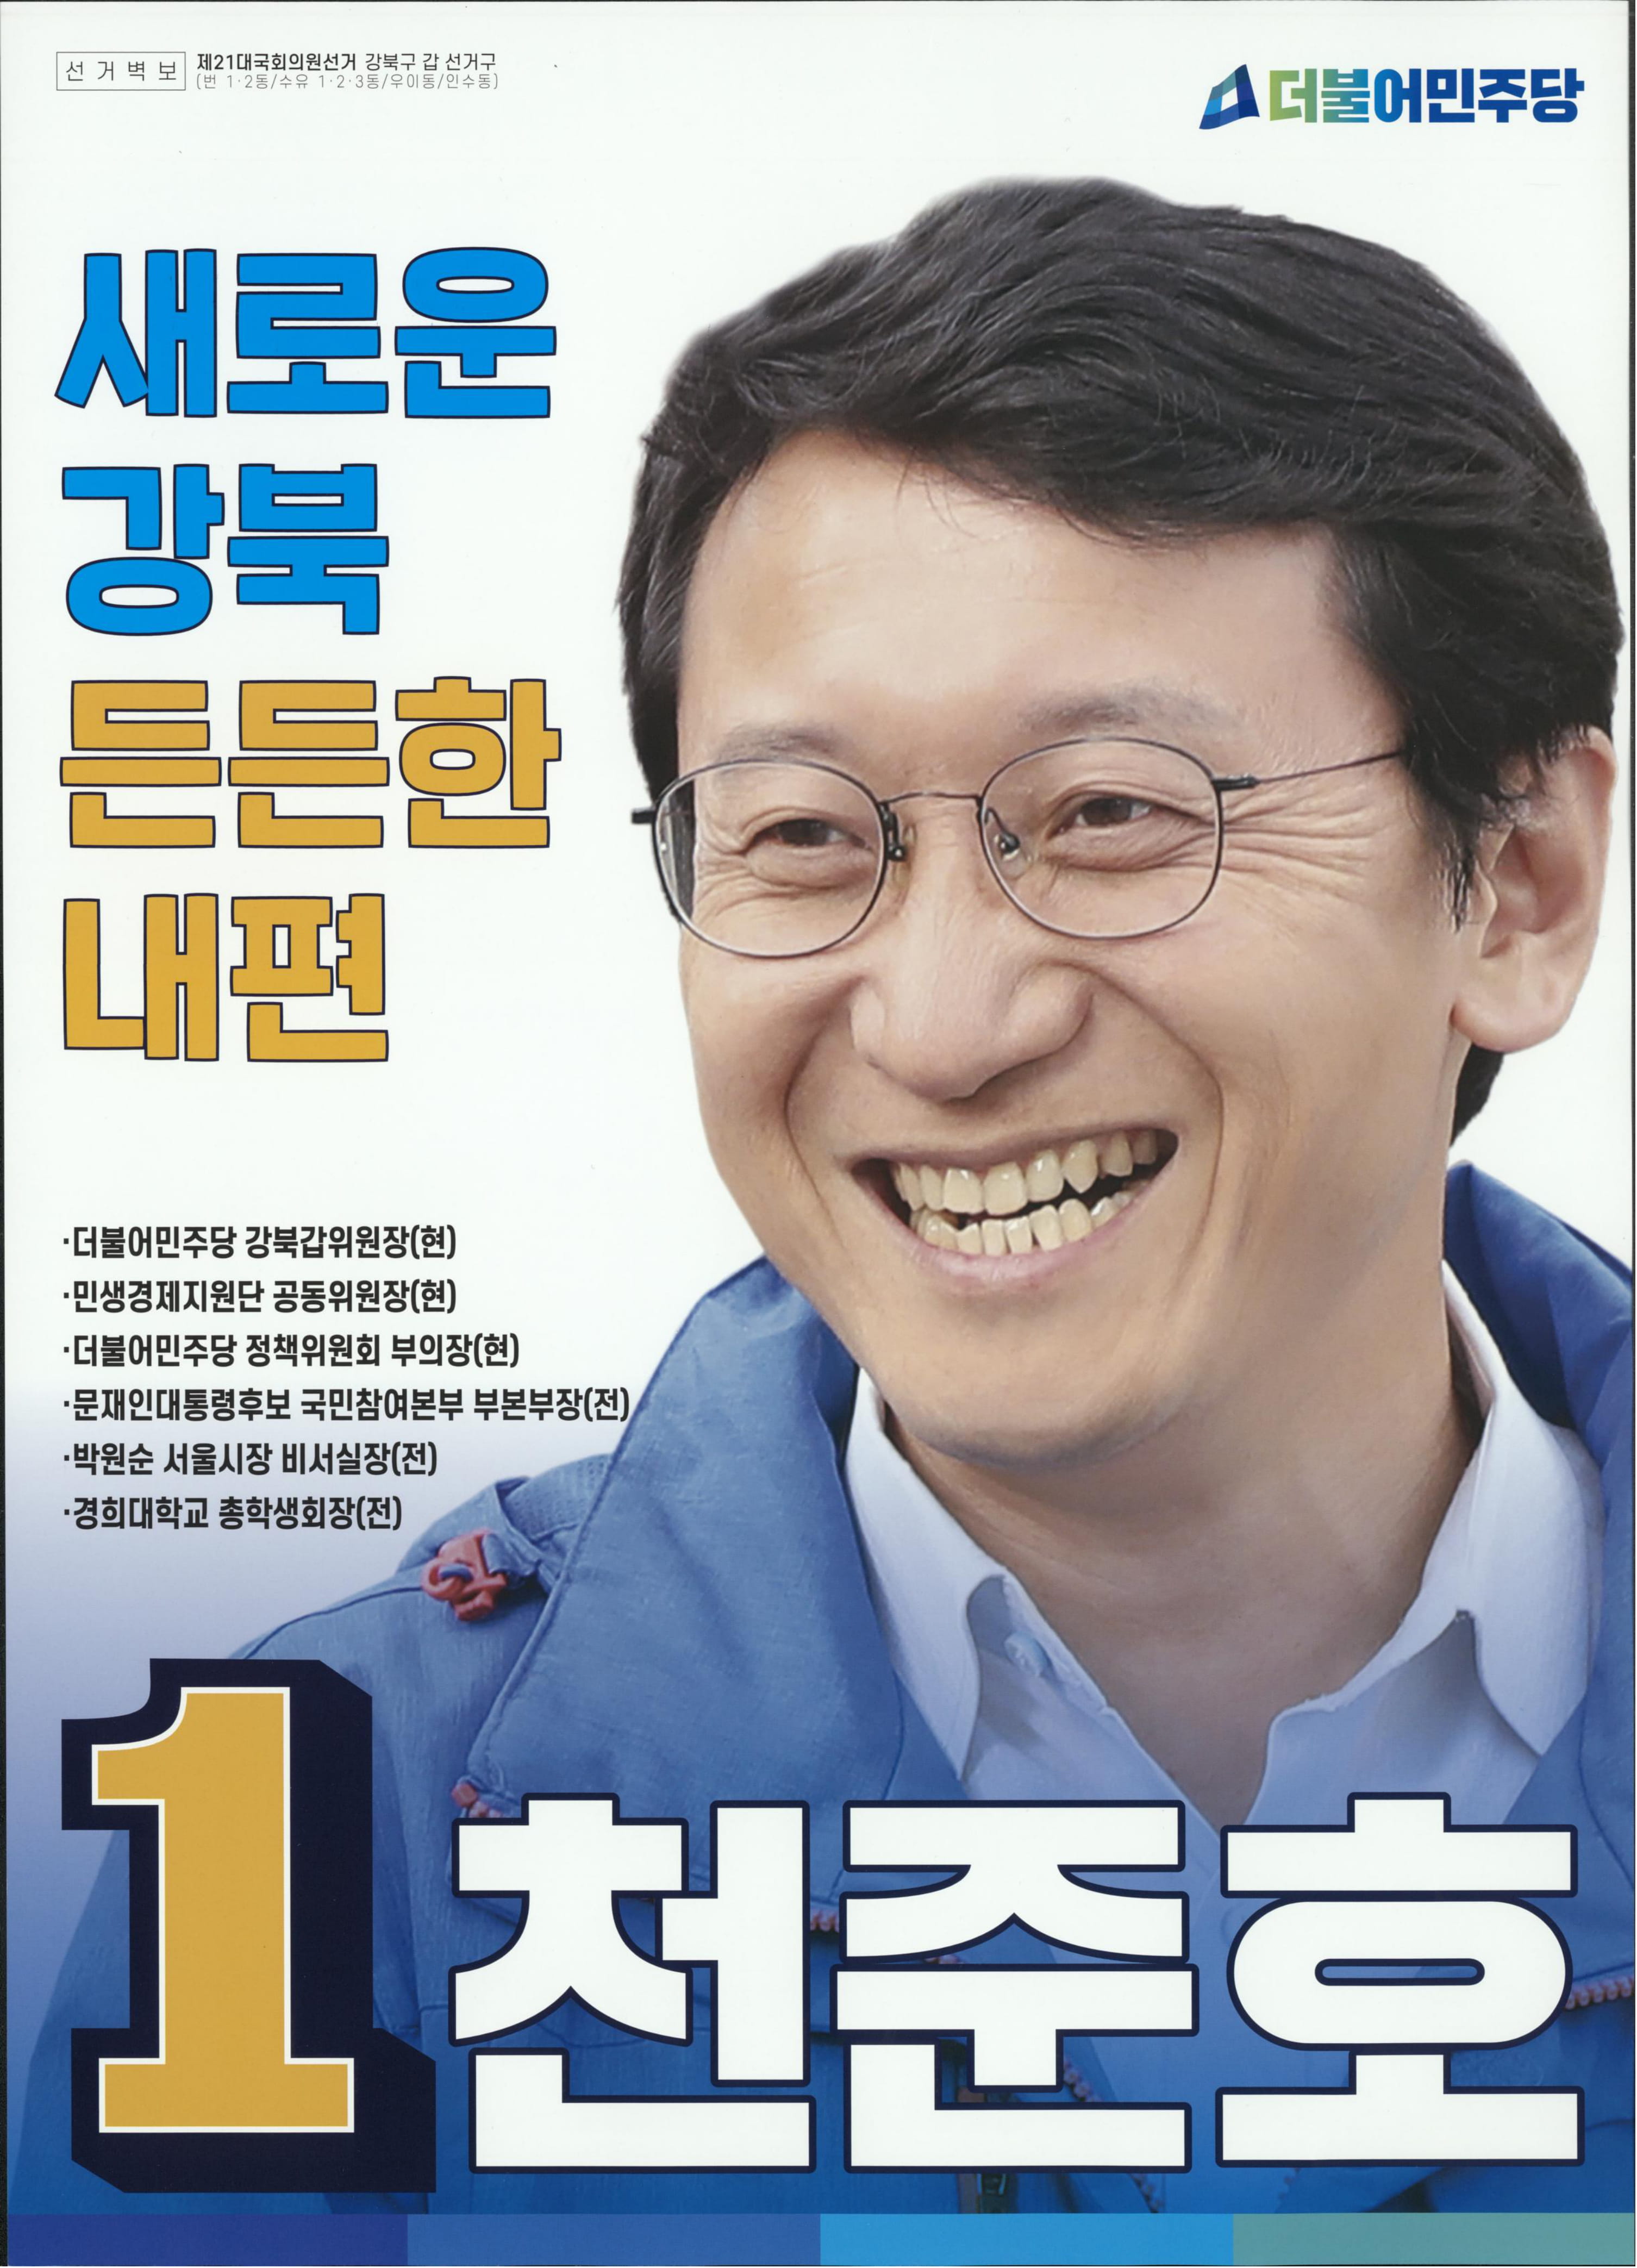 선거벽보
제21대국회의원선거 강북구 갑 선거구
(번 1·2동/수유 1·2·3동/우이동/인수동)
더불어민주당
새로운
강북
든든한
내편
·더불어민주당 강북갑위원장(현)
·민생경제지원단 공동위원장(현)
·더불어민주당 정책위원회 부의장(현)
·문재인대통령후보 국민참여본부 부본부장(전)
·박원순 서울시장 비서실장(전)
·경희대학교 총학생회장(전)
1 천준호